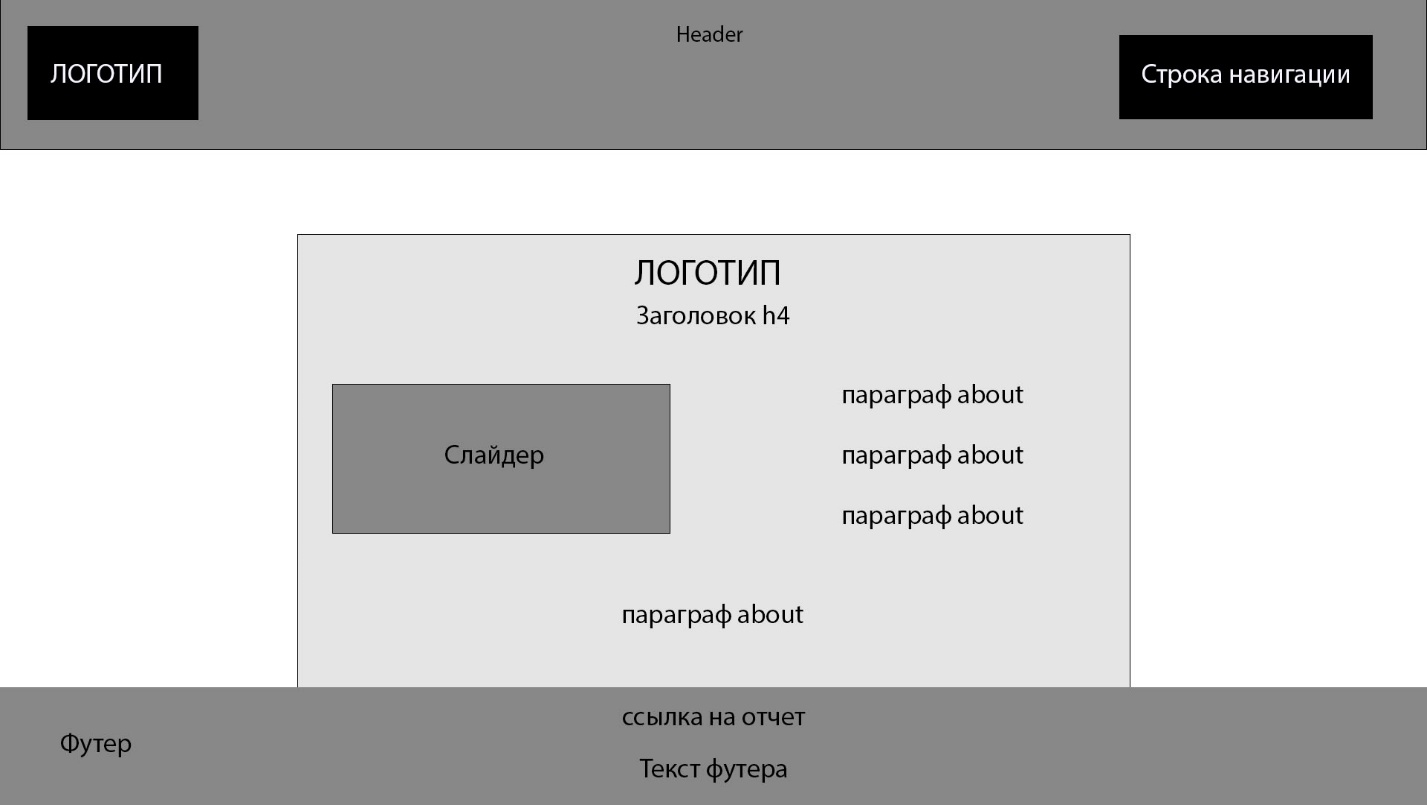 Header
ЛОГОТИП
Строка навигации
ЛОГОТИП
Заголовок h4
параграф about
Слайдер
параграф about
параграф about
параграф about
ссылка на отчет
Футер
Текст футера